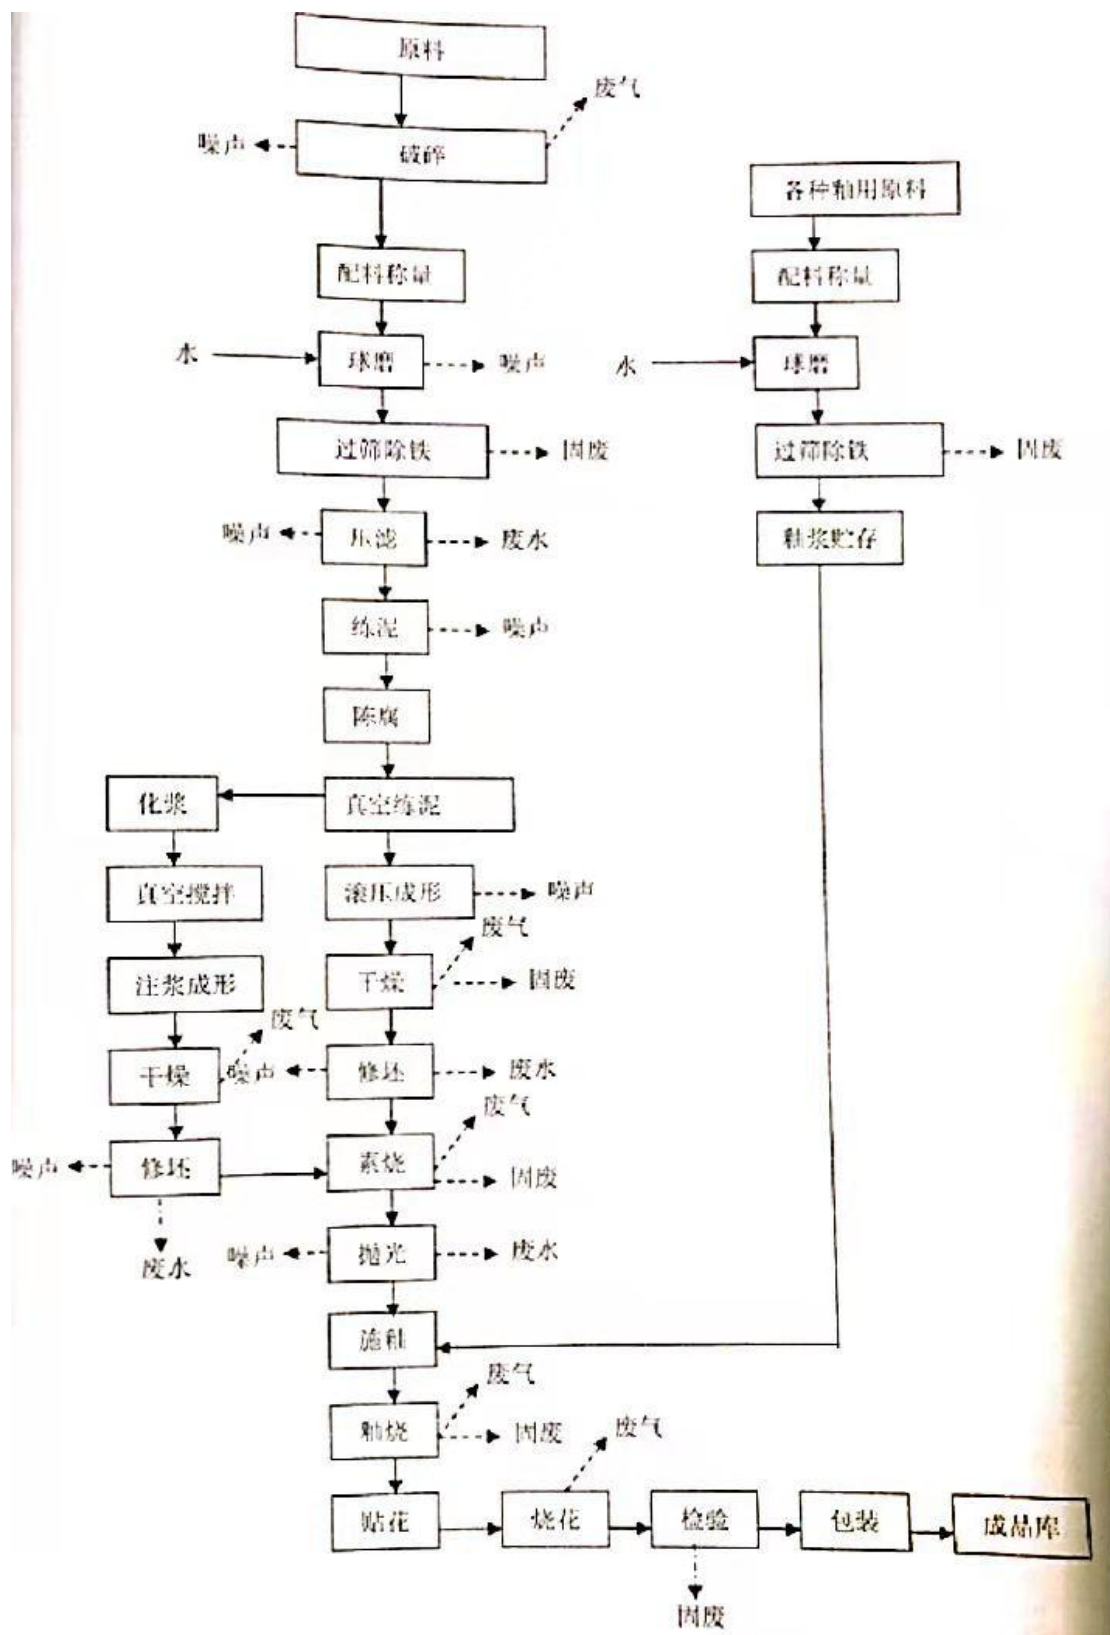 原料
废气
噪声
破碎
各种釉用原料
配料称量
配料称量
水
球磨
噪声
水
球磨
过筛除铁
固废
过筛除铁
固废
噪声
压滤
废水
釉浆贮存
练泥
噪声
陈腐
化浆
真空练泥
真空搅拌
滚压成形
噪声
废气
注浆成形
干燥
固废
废气
干燥
噪声
修坯
废水
废气
噪声
修坯
素烧
固废
废水
噪声
抛光
废水
施釉
废气
釉烧
固废
废气
贴花
烧花
检验
包装
成品库
固废